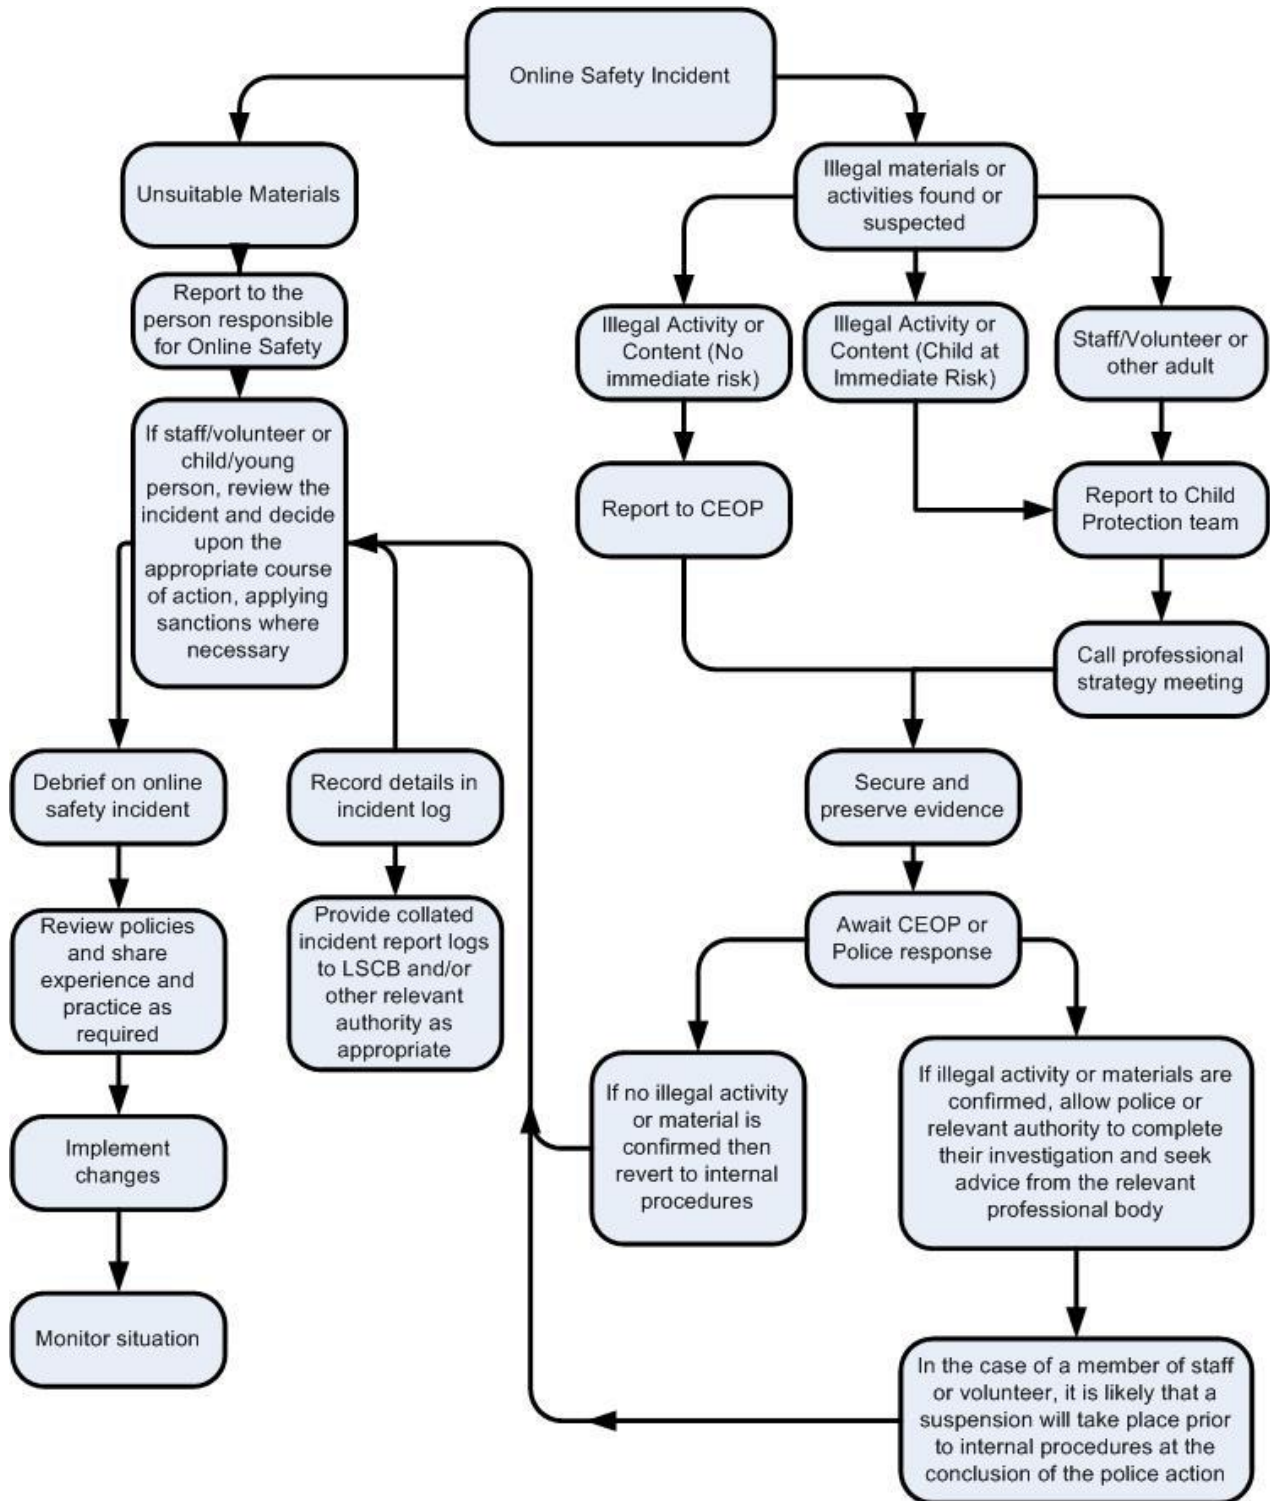 Online Safety Incident
Unsuitable Materials
Report to the
person responsible
for Online Safety
If staff/volunteer or
child/young
person, review the
incident and decide
upon the
appropriate course
of action, applying
sanctions where
necessary
Debrief on online
safety incident
Review policies
and share
experience and
practice as
required
Implement
changes
Monitor situation
Record details in
incident log
Provide collated
incident report logs
to LSCB and/or
other relevant
authority as
appropriate
Illegal materials or
activities found or
suspected
Illegal Activity or
Content (No
immediate risk)
Illegal Activity or
Content (Child at
Immediate Risk)
Staff/Volunteer or
other adult
Report to CEOP
Report to Child
Protection team
Call professional
strategy meeting
Secure and
preserve evidence
Await CEOP or
Police response
If no illegal activity
or material is
confirmed then
revert to internal
procedures
If illegal activity or materials are
confirmed, allow police or
relevant authority to complete
their investigation and seek
advice from the relevant
professional body
In the case of a member of staff
or volunteer, it is likely that a
suspension will take place prior
to internal procedures at the
conclusion of the police action